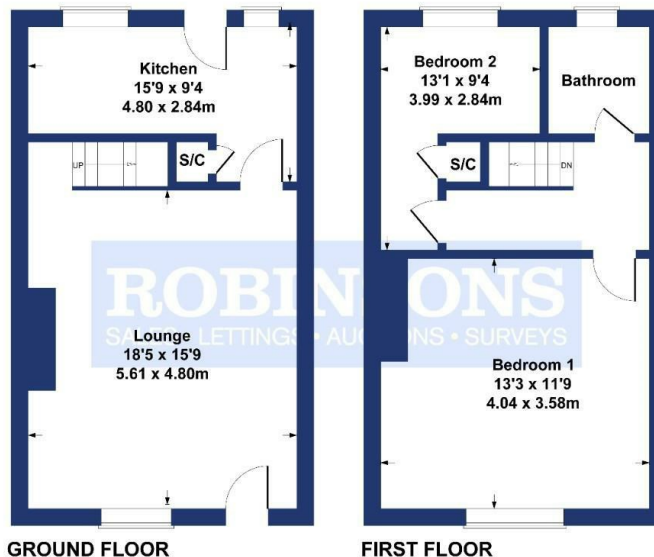 Kitchen
15'9 x 9'4
4.80 x 2.84m
UP
S/C
ROBINSONS
SALES • LETTINGS • AUCTIONS • SURVEYS
Lounge
18'5 x 15'9
5.61 x 4.80m
GROUND FLOOR
Bedroom 2
13'1 x 9'4
3.99 x 2.84m
Bathroom
S/C
DN
Bedroom 1
13'3 x 11'9
4.04 x 3.58m
FIRST FLOOR